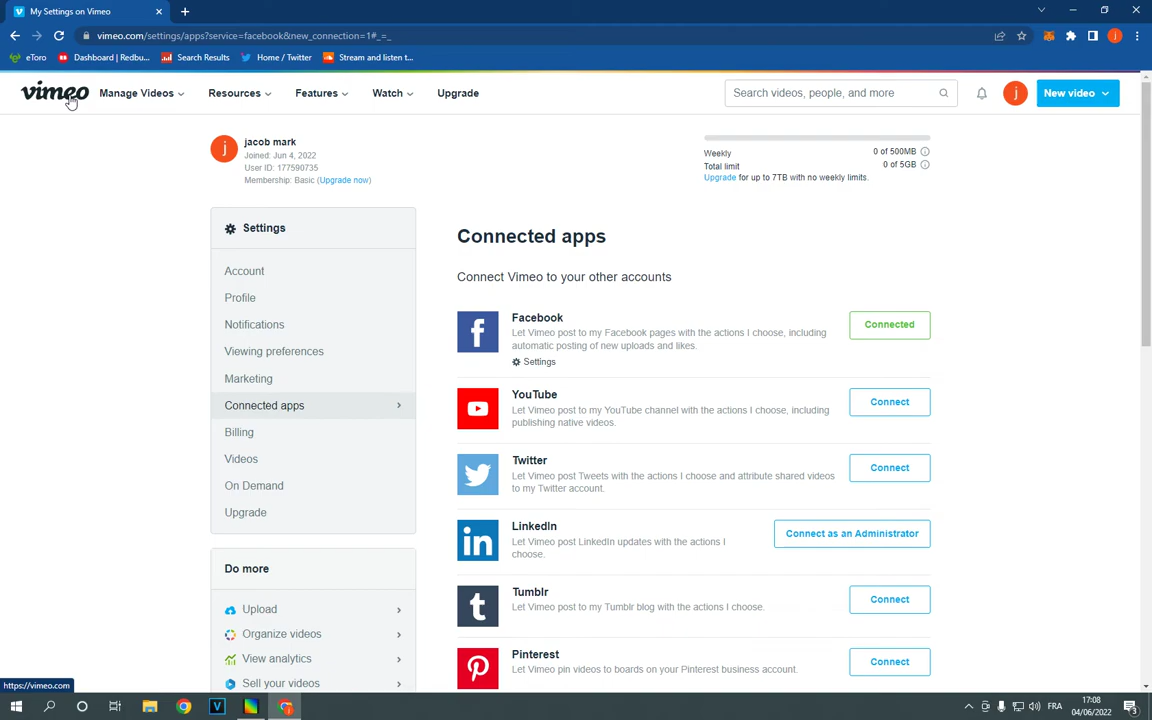 My Settings on Vimeo
vimeo.com/settings/apps?service=facebook&new_connection=1#_=_
eToro
Dashboard | Redbu...
Search Results
Home / Twitter
Stream and listen t...
vimeo
Manage Videos
Resources
Features
Watch
Upgrade
Search videos, people, and more
j
New video
j
jacob mark
Joined: Jun 4, 2022
User ID: 177590735
Membership: Basic (Upgrade now)
Weekly 0 of 500MB
Total limit 0 of 5GB
Upgrade for up to 7TB with no weekly limits.
Settings
Account
Profile
Notifications
Viewing preferences
Marketing
Connected apps
Billing
Videos
On Demand
Upgrade
Do more
Upload
Organize videos
View analytics
Sell your videos
Connected apps
Connect Vimeo to your other accounts
Facebook
Let Vimeo post to my Facebook pages with the actions I choose, including
automatic posting of new uploads and likes.
Settings
Connected
YouTube
Let Vimeo post to my YouTube channel with the actions I choose, including
publishing native videos.
Connect
Twitter
Let Vimeo post Tweets with the actions I choose and attribute shared videos
to my Twitter account.
Connect
LinkedIn
Let Vimeo post LinkedIn updates with the actions I
choose.
Connect as an Administrator
Tumblr
Let Vimeo post to my Tumblr blog with the actions I choose.
Connect
Pinterest
Let Vimeo pin videos to boards on your Pinterest business account.
Connect
https://vimeo.com
FRA
17:08
04/06/2022
3